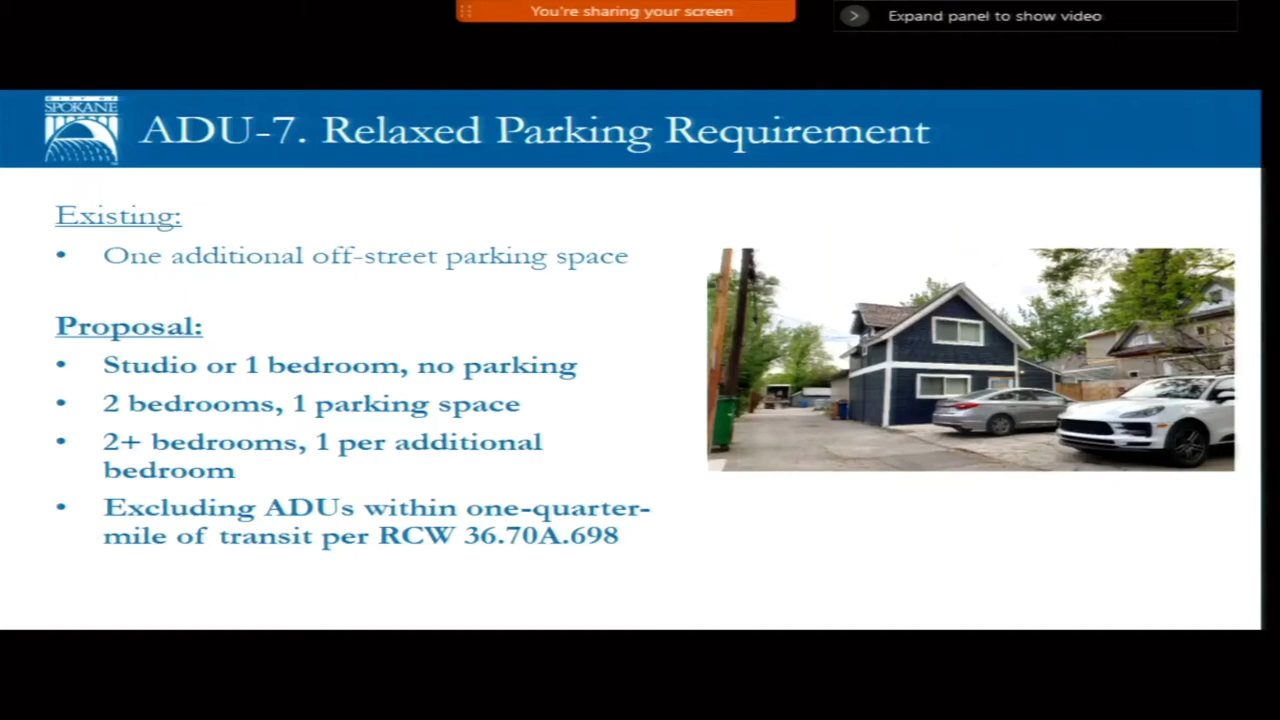 You're sharing your screen
Expand panel to show video
CITY OF
SPOKANE
ADU-7. Relaxed Parking Requirement
Existing:
• One additional off-street parking space
Proposal:
• Studio or 1 bedroom, no parking
• 2 bedrooms, 1 parking space
• 2+ bedrooms, 1 per additional
bedroom
• Excluding ADUs within one-quarter-
mile of transit per RCW 36.70A.698